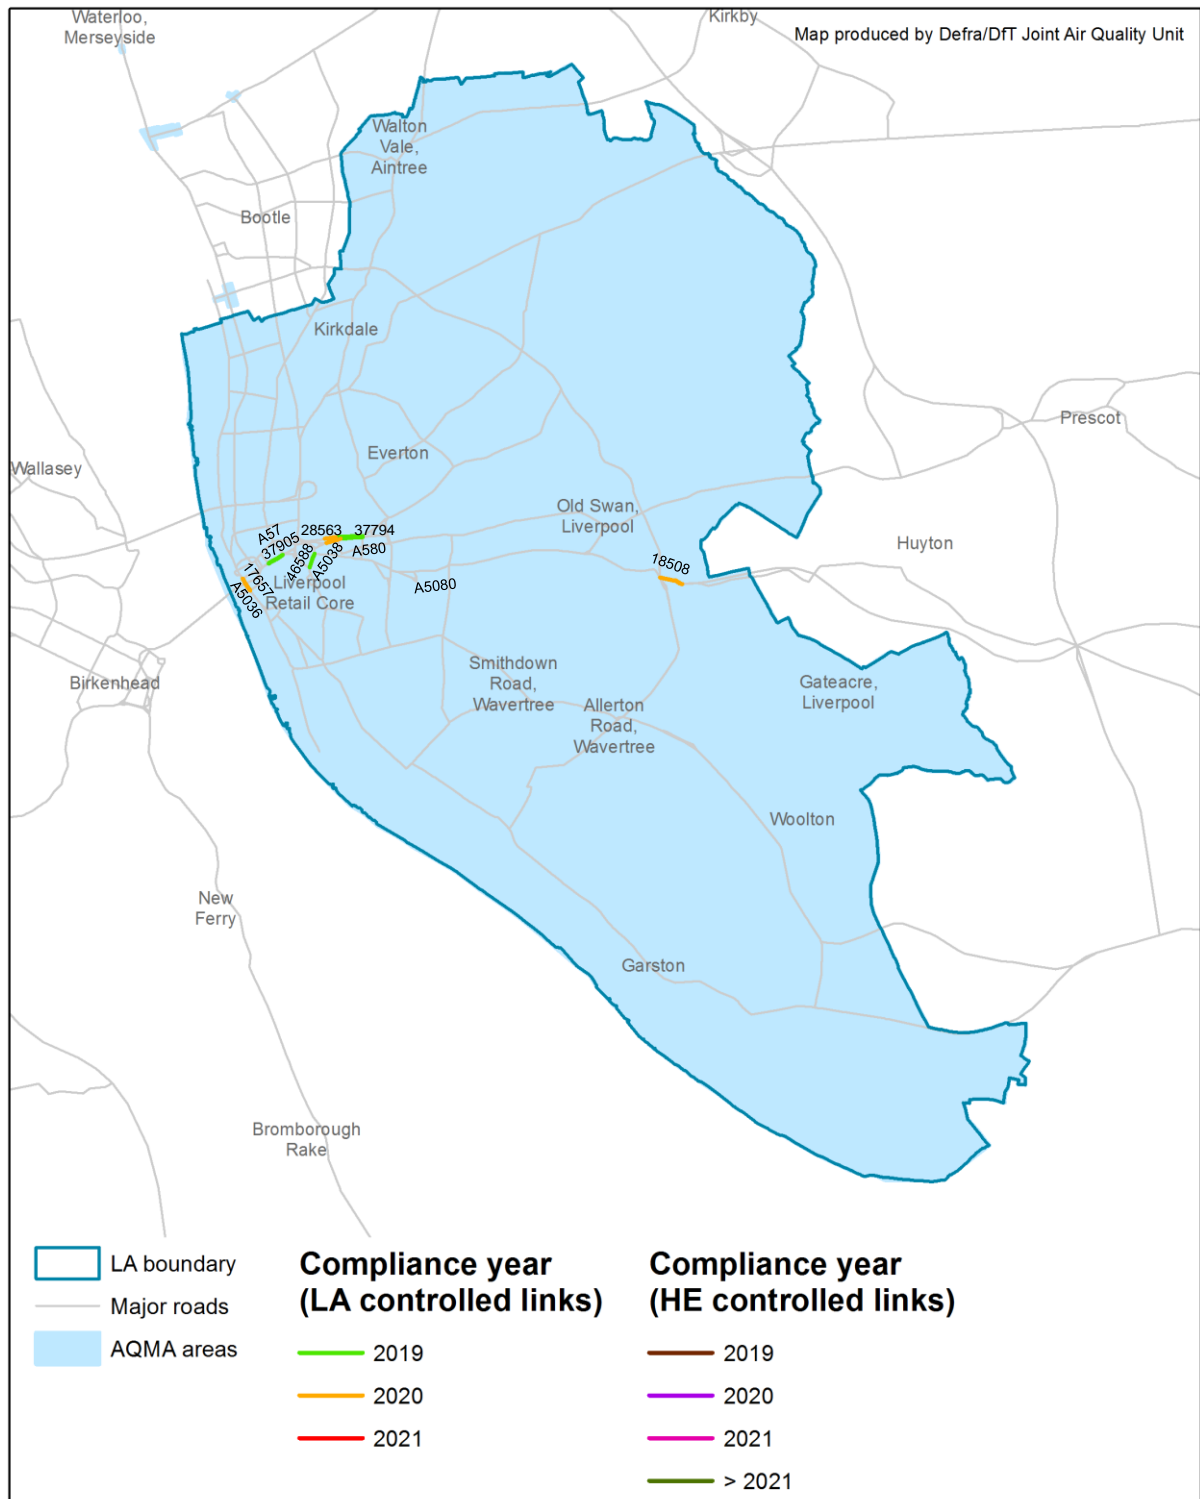 Waterloo,
Merseyside
Kirkby
Map produced by Defra/DfT Joint Air Quality Unit
Walton
Vale,
Aintree
Bootle
Kirkdale
Prescot
Everton
Wallasey
Old Swan,
Liverpool
A57
28563
37794
37905
A580
46588
A5038
Huyton
18508
17657
A5036
Liverpool
Retail Core
A5080
Birkenhead
Smithdown
Road,
Wavertree
Allerton
Road,
Wavertree
Gateacre,
Liverpool
Woolton
New
Ferry
Garston
Bromborough
Rake
LA boundary
Major roads
AQMA areas
Compliance year
(LA controlled links)
2019
2020
2021
Compliance year
(HE controlled links)
2019
2020
2021
> 2021